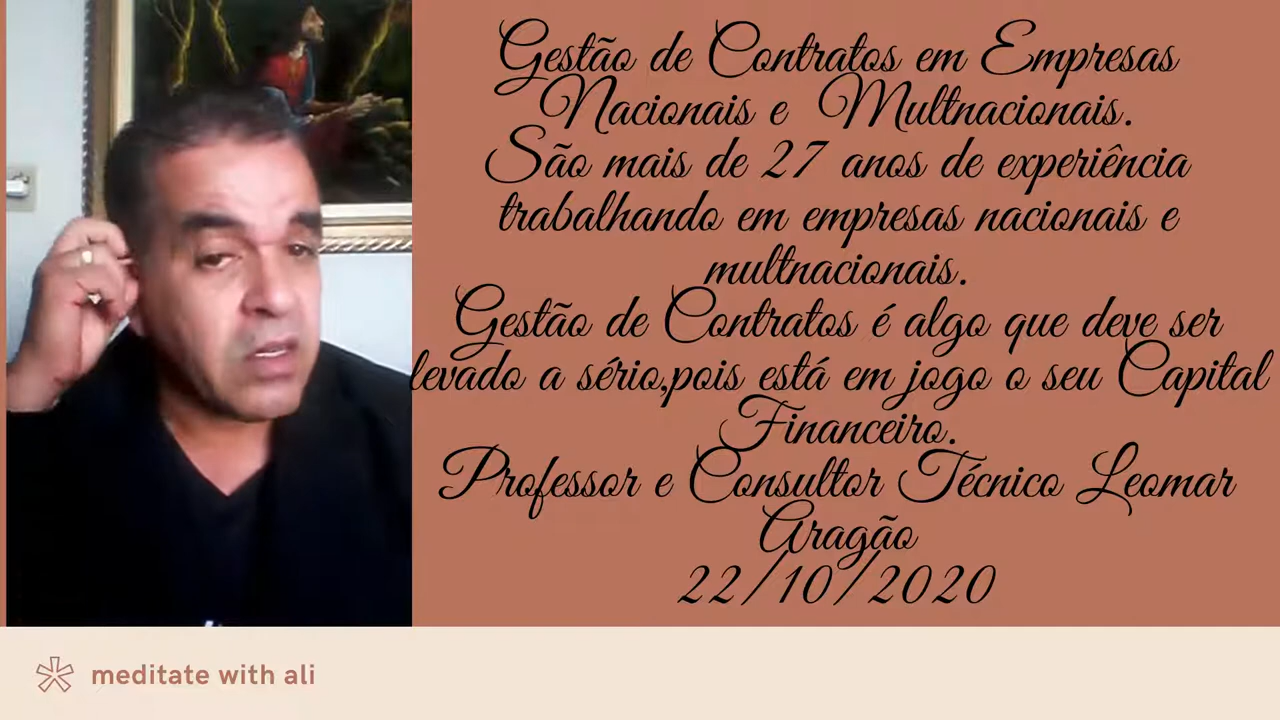 Gestão de Contratos em Empresas
Nacionais e Multnacionais.
São mais de 27 anos de experiência
trabalhando em empresas nacionais e
multnacionais.
Gestão de Contratos é algo que deve ser
levado a sério,pois está em jogo o seu Capital
Financeiro.
Professor e Consultor Técnico Leomar
Aragão
22/10/2020
meditate with ali